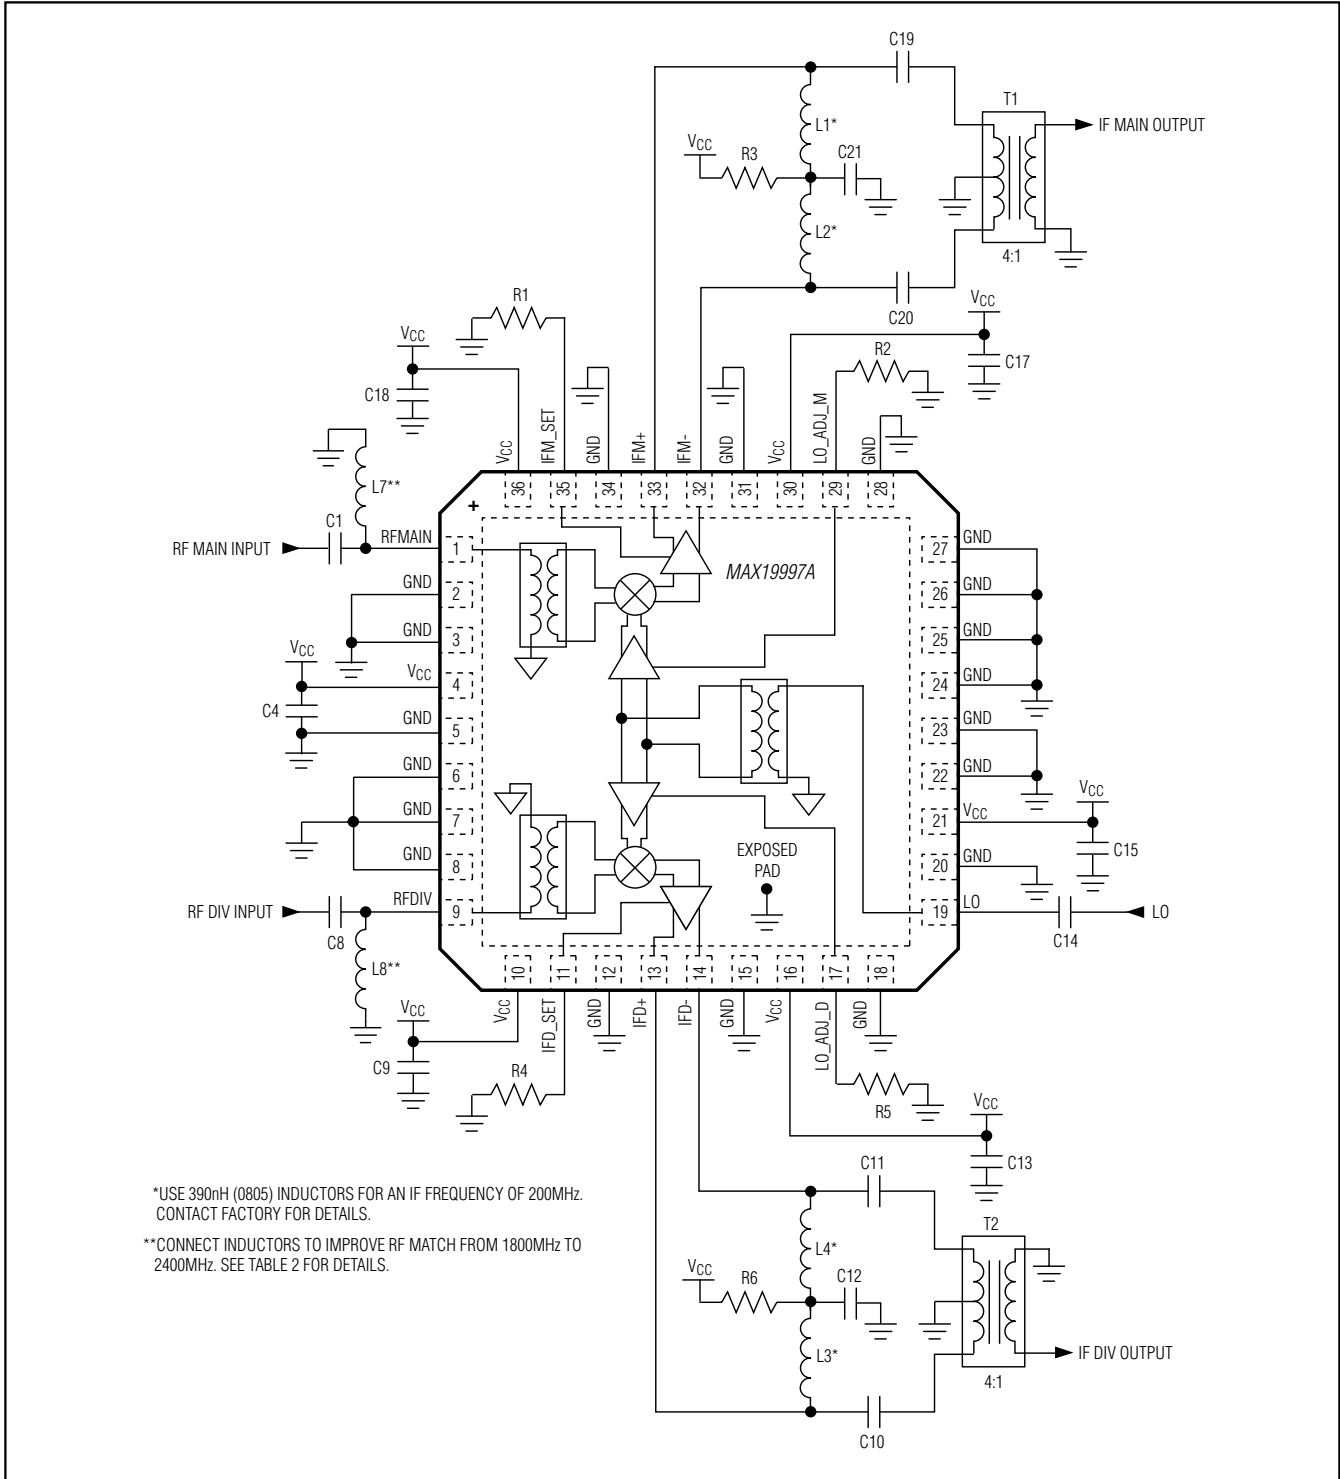 C19
T1
IF MAIN OUTPUT
L1*
VCC
R3
C21
L2*
4:1
C20
R1
VCC
VCC
C17
R2
C18
VCC
IFM_SET
GND
IFM+
IFM-
GND
VCC
LO_ADJ_M
GND
36
35
34
33
32
31
30
29
28
L7**
C1
+
RF MAIN INPUT
RFMAIN
1
MAX19997A
27
GND
GND
2
26
GND
GND
3
25
GND
VCC
VCC
4
24
GND
C4
GND
5
23
GND
GND
6
22
GND
VCC
GND
7
21
VCC
C15
EXPOSED
PAD
GND
8
20
GND
RF DIV INPUT
RFDIV
9
19
LO
LO
C8
C14
L8**
10
11
12
13
14
15
16
17
18
VCC
VCC
IFD_SET
GND
IFD+
IFD-
GND
VCC
LO_ADJ_D
GND
C9
R4
R5
VCC
C13
C11
T2
*USE 390nH (0805) INDUCTORS FOR AN IF FREQUENCY OF 200MHz.
CONTACT FACTORY FOR DETAILS.
**CONNECT INDUCTORS TO IMPROVE RF MATCH FROM 1800MHz TO
2400MHz. SEE TABLE 2 FOR DETAILS.
L4*
VCC
R6
C12
L3*
IF DIV OUTPUT
4:1
C10